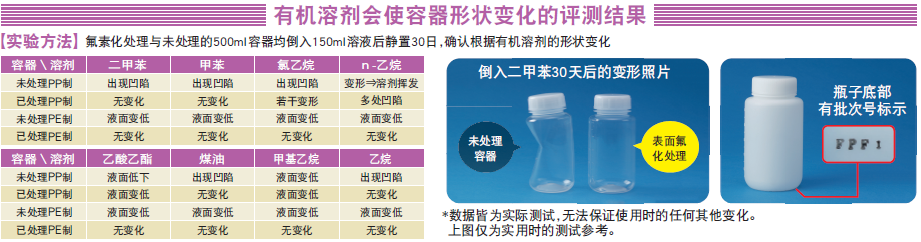 有机溶剂会使容器形状变化的评测结果
【实验方法】氟素化处理与未处理的500ml容器均倒入150ml溶液后静置30日,确认根据有机溶剂的形状变化
容器\溶剂 二甲苯 甲苯 氯乙烷 n-乙烷
未处理PP制 出现凹陷 出现凹陷 出现凹陷 变形⇒溶剂挥发
已处理PP制 无变化 无变化 若干变形 多处凹陷
未处理PE制 液面变低 液面变低 液面变低 液面变低
已处理PE制 无变化 无变化 无变化 无变化
容器\溶剂 乙酸乙酯 煤油 甲基乙烷 乙烷
未处理PP制 液面低下 出现凹陷 液面变低 出现凹陷
已处理PP制 液面变低 无变化 液面变低 无变化
未处理PE制 液面变低 液面变低 液面变低 液面变低
已处理PE制 无变化 无变化 无变化 无变化
倒入二甲苯30天后的变形照片
未处理
容器
表面氟
化处理
瓶子底部
有批次号标示
FPF1
*数据皆为实际测试,无法保证使用时的任何其他变化。
上图仅为实用时的测试参考。